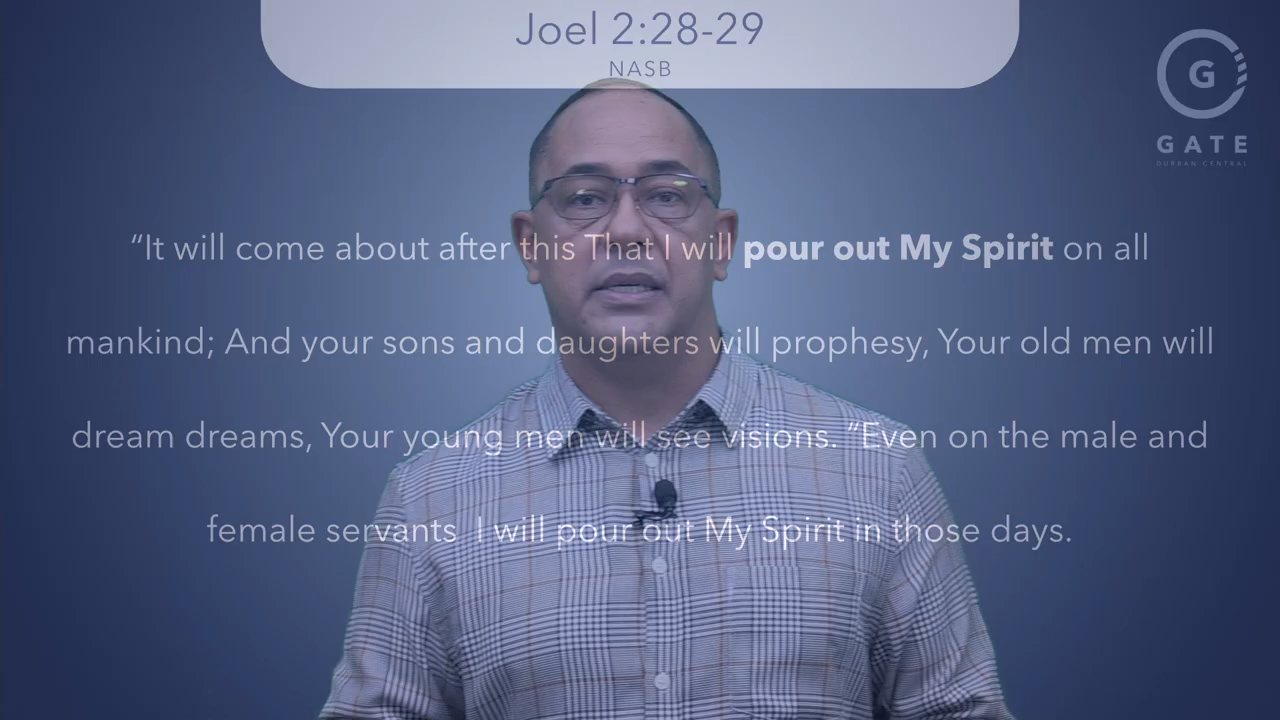 Joel 2:28-29
NASB
G
GATE
DURBAN CENTRAL
“It will come about after this That I will pour out My Spirit on all
mankind; And your sons and daughters will prophesy, Your old men will
dream dreams, Your young men will see visions. “Even on the male and
female servants I will pour out My Spirit in those days.